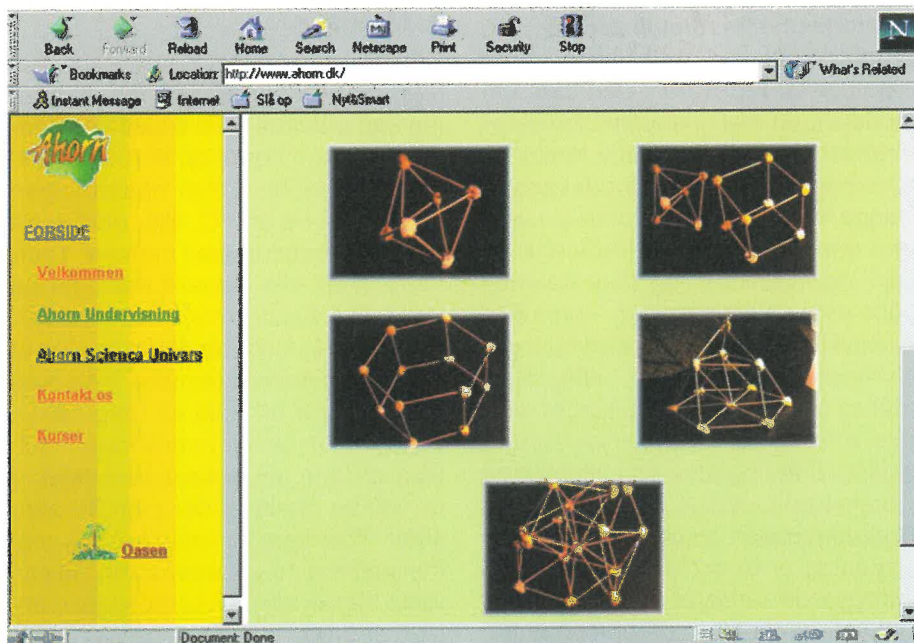 Back Forward Reload Home Search Netscape Print Security Stop
N
Bookmarks Location: http://www.ahorn.dk/ What's Related
Instant Message Internet Slå op Nyt&Smart
Ahorn
FORSIDE
Velkommen
Ahorn Undervisning
Ahorn Science Univers
Kontakt os
Kurser
Oasen
Document: Done